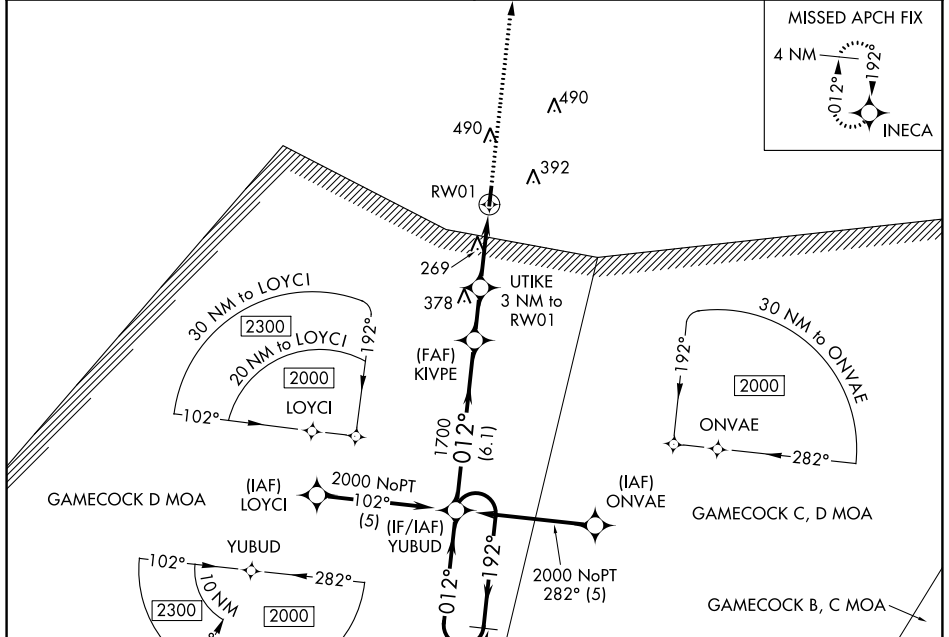 MISSED APCH FIX
4 NM
192°
012°
INECA
490
490
392
RW01
269
UTIKE
3 NM to
RW01
378
(FAF)
KIVPE
30 NM to LOYCI
2300
20 NM to LOYCI
2000
192°
LOYCI
102°
30 NM to ONVAE
192°
2000
ONVAE
282°
1700
012°
(6.1)
GAMECOCK D MOA
(IAF)
LOYCI
2000 NoPT
102°
(5)
(IF/IAF)
YUBUD
(IAF)
ONVAE
GAMECOCK C, D MOA
2000 NoPT
282° (5)
YUBUD
102°
282°
10 NM
2300
2000
012°
192°
GAMECOCK B, C MOA